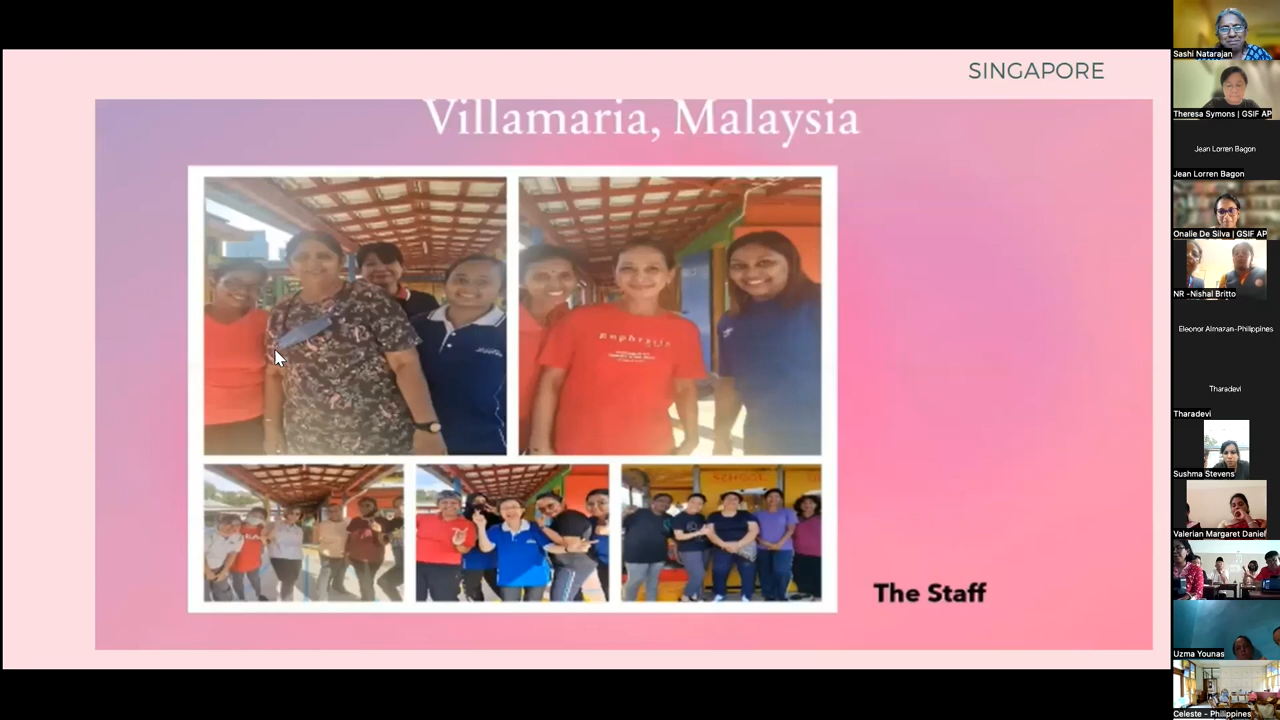 SINGAPORE
Villamaria, Malaysia
SCHOOL
The Staff
Sashi Natarajan
Theresa Symons | GSIF AP
Jean Lorren Bagon
Jean Lorren Bagon
Onalie De Silva | GSIF AP
NR -Nishal Britto
Eleonor Almazan-Philippines
Tharadevi
Tharadevi
Sushma Stevens
Valerian Margaret Daniel
Uzma Younas
Celeste - Philippines